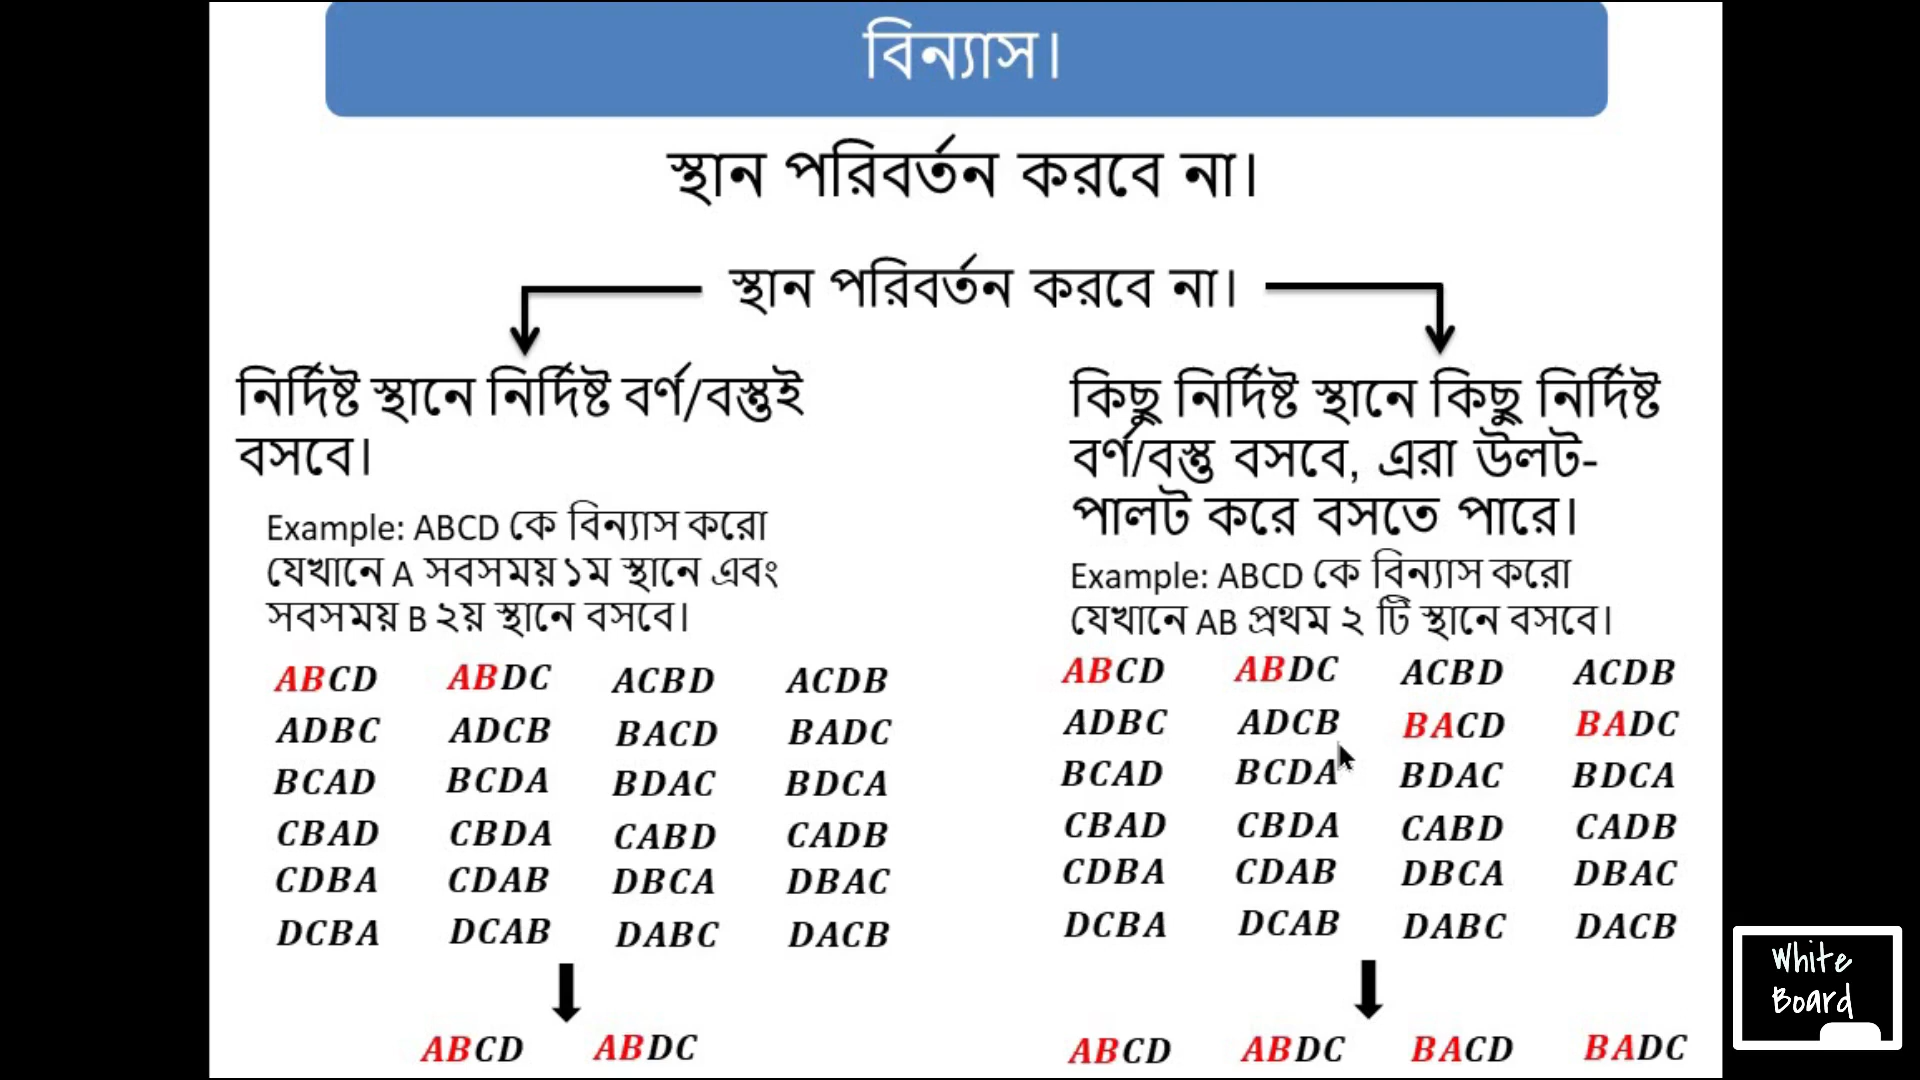 বিন্যাস।
স্থান পরিবর্তন করবে না।
স্থান পরিবর্তন করবে না।
নির্দিষ্ট স্থানে নির্দিষ্ট বর্ণ/বস্তুই
বসবে।
Example: ABCD কে বিন্যাস করো
যেখানে A সবসময় ১ম স্থানে এবং
সবসময় B ২য় স্থানে বসবে।
ABCD ABDC ACBD ACDB
ADBC ADCB BACD BADC
BCAD BCDA BDAC BDCA
CBAD CBDA CABD CADB
CDBA CDAB DBCA DBAC
DCBA DCAB DABC DACB
ABCD ABDC
কিছু নির্দিষ্ট স্থানে কিছু নির্দিষ্ট
বর্ণ/বস্তু বসবে, এরা উলট-
পালট করে বসতে পারে।
Example: ABCD কে বিন্যাস করো
যেখানে AB প্রথম ২ টি স্থানে বসবে।
ABCD ABDC ACBD ACDB
ADBC ADCB BACD BADC
BCAD BCDA BDAC BDCA
CBAD CBDA CABD CADB
CDBA CDAB DBCA DBAC
DCBA DCAB DABC DACB
ABCD ABDC BACD BADC
White
Board